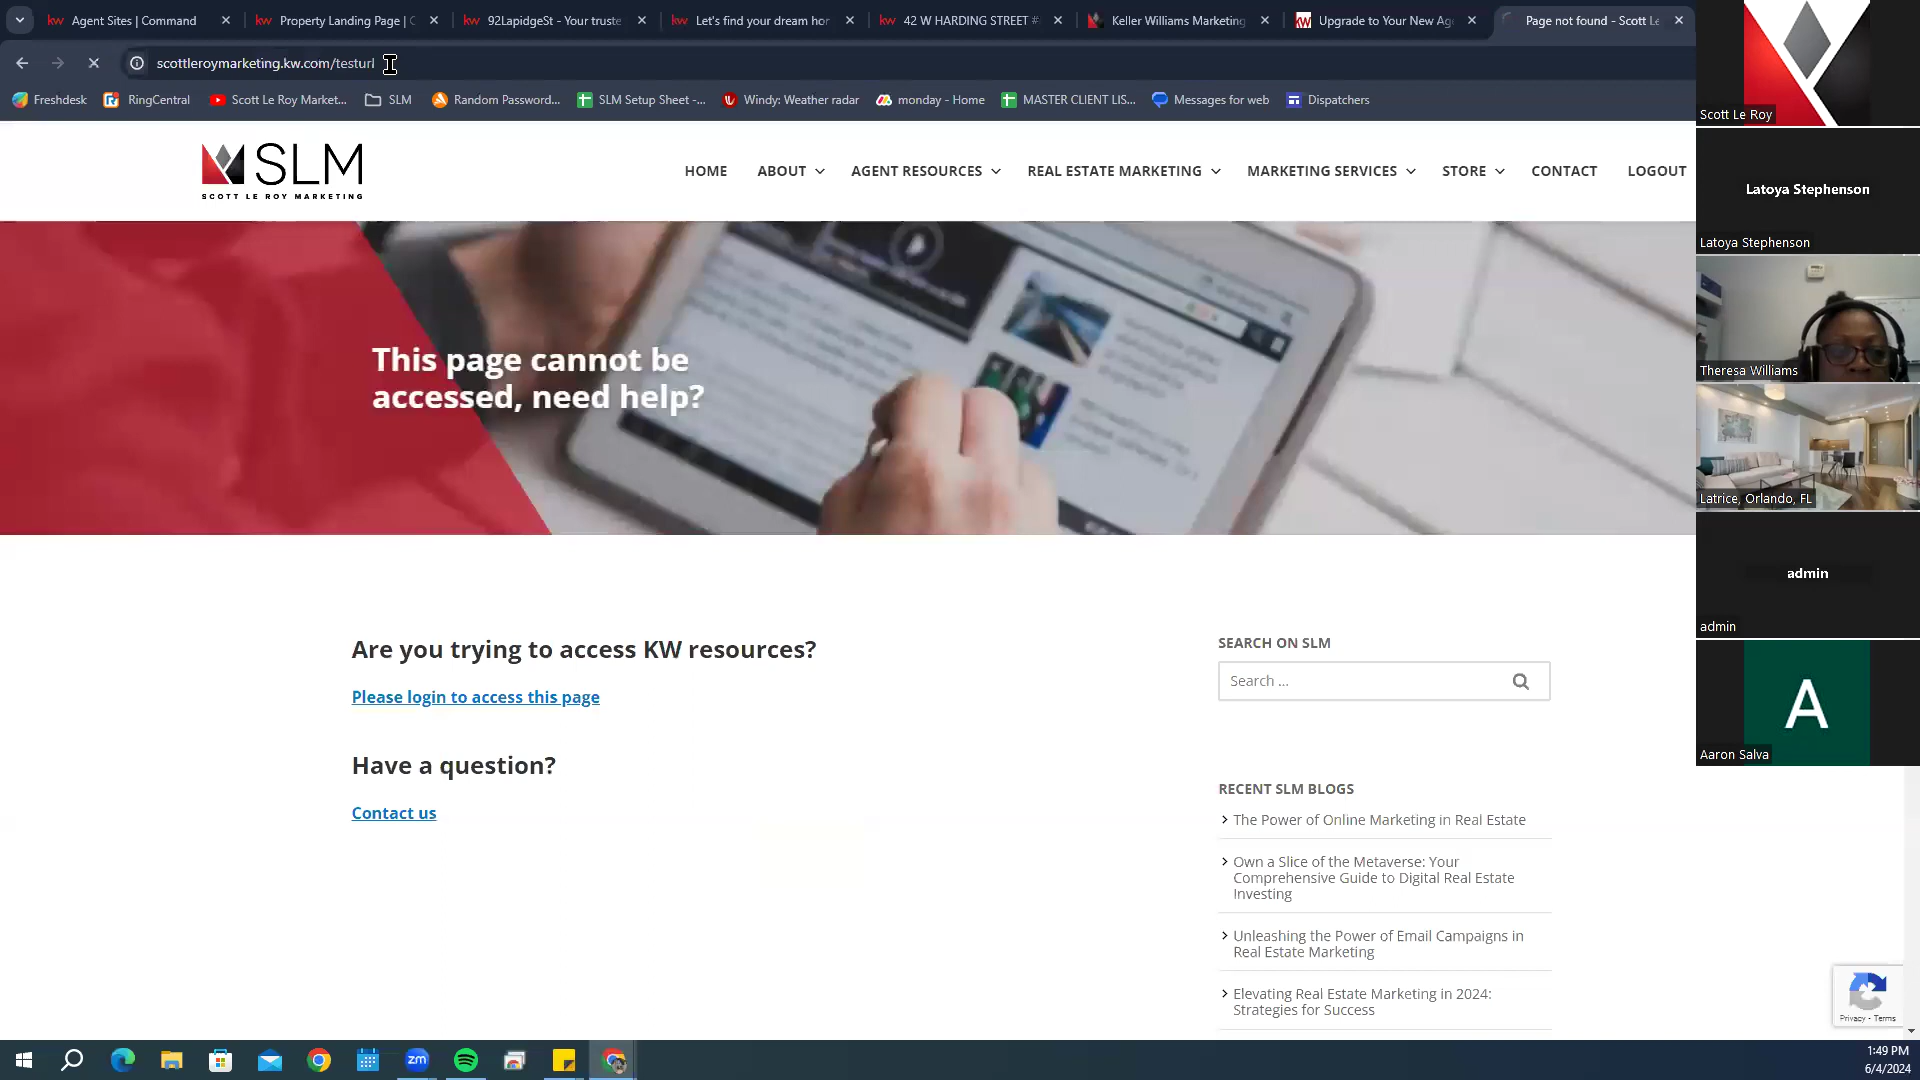 Agent Sites | Command
Property Landing Page | C
92LapidgeSt - Your truste
Let's find your dream hor
42 W HARDING STREET #
Keller Williams Marketing
Upgrade to Your New Age
Page not found - Scott Le
scottleroymarketing.kw.com/testurl
Freshdesk
RingCentral
Scott Le Roy Market...
SLM
Random Password...
SLM Setup Sheet -...
Windy: Weather radar
monday - Home
MASTER CLIENT LIS...
Messages for web
Dispatchers
SLM
SCOTT LE ROY MARKETING
HOME
ABOUT
AGENT RESOURCES
REAL ESTATE MARKETING
MARKETING SERVICES
STORE
CONTACT
LOGOUT
This page cannot be
accessed, need help?
Are you trying to access KW resources?
Please login to access this page
Have a question?
Contact us
SEARCH ON SLM
Search ...
RECENT SLM BLOGS
The Power of Online Marketing in Real Estate
Own a Slice of the Metaverse: Your
Comprehensive Guide to Digital Real Estate
Investing
Unleashing the Power of Email Campaigns in
Real Estate Marketing
Elevating Real Estate Marketing in 2024:
Strategies for Success
Privacy - Terms
Scott Le Roy
Latoya Stephenson
Latoya Stephenson
Theresa Williams
Latrice, Orlando, FL
admin
admin
A
Aaron Salva
zm
1:49 PM
6/4/2024